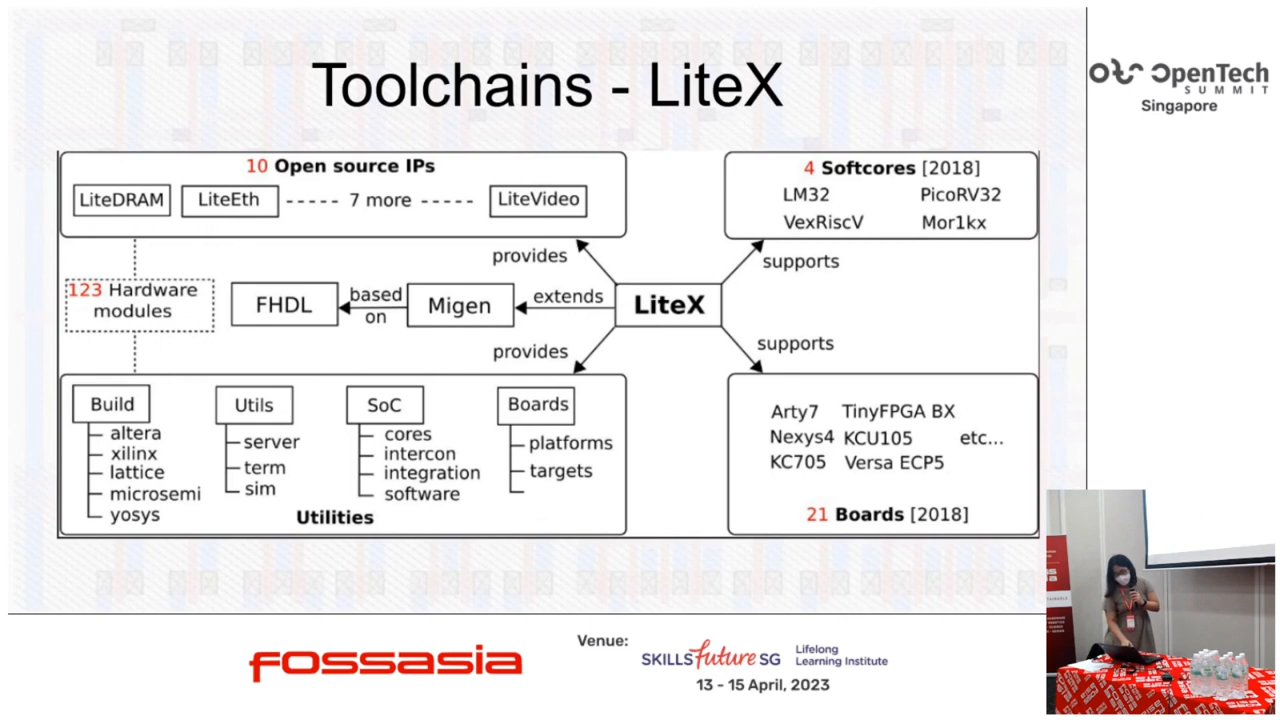 Toolchains - LiteX
OpenTech
SUMMIT
Singapore
10 Open source IPs
LiteDRAM LiteEth ----- 7 more ----- LiteVideo
4 Softcores [2018]
LM32 PicoRV32
VexRiscV Mor1kx
provides
supports
123 Hardware
modules
FHDL
based
on
Migen
extends
LiteX
provides
supports
Build Utils SoC Boards
altera
xilinx
lattice
microsemi
yosys
server
term
sim
cores
intercon
integration
software
platforms
targets
Utilities
Arty7 TinyFPGA BX
Nexys4 KCU105 etc...
KC705 Versa ECP5
21 Boards [2018]
fossasia
Venue:
SKILLSfuture SG
Lifelong
Learning Institute
13 - 15 April, 2023